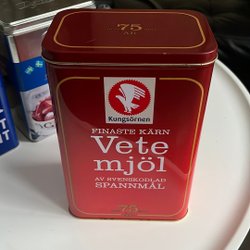 75
ÅR
Kungsörnen
FINASTE KÄRN
Vete
mjöl
AV SVENSKODLAD
SPANNMÅL
75